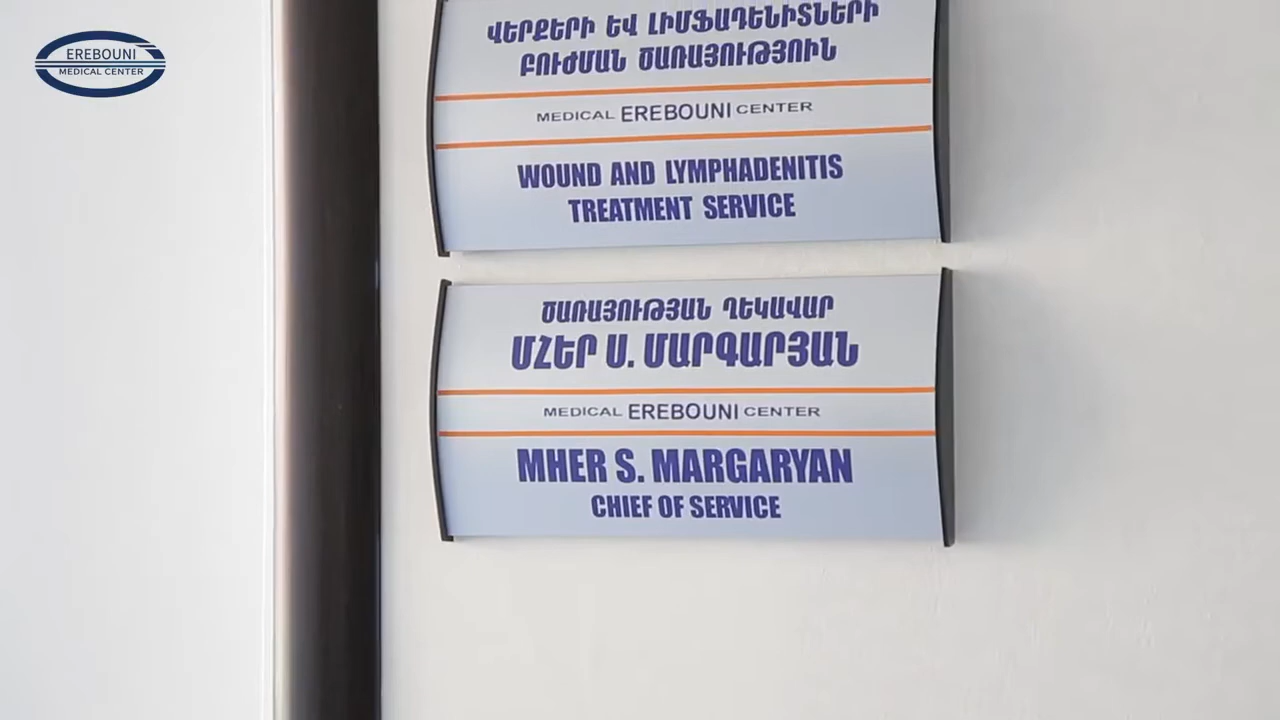 EREBOUNI
MEDICAL CENTER
ՎԵՐՔԵՐԻ ԵՎ ԼԻՄՖԱԴԵՆԻՏՆԵՐԻ
ԲՈՒԺՄԱՆ ԾԱՌԱՅՈՒԹՅՈՒՆ
MEDICAL EREBOUNI CENTER
WOUND AND LYMPHADENITIS
TREATMENT SERVICE
ԾԱՌԱՅՈՒԹՅԱՆ ՂԵԿԱՎԱՐ
ՄՀԵՐ Ս. ՄԱՐԳԱՐՅԱՆ
MEDICAL EREBOUNI CENTER
MHER S. MARGARYAN
CHIEF OF SERVICE